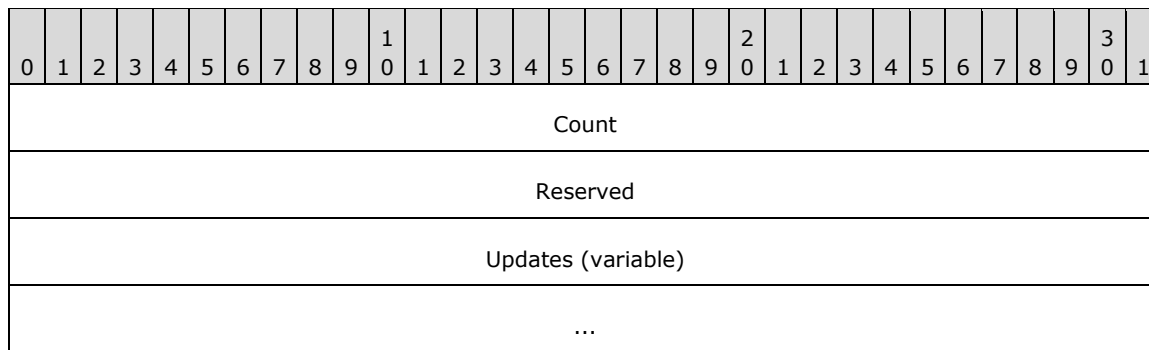 1 2 3
0 1 2 3 4 5 6 7 8 9 0 1 2 3 4 5 6 7 8 9 0 1 2 3 4 5 6 7 8 9 0 1
Count
Reserved
Updates (variable)
...